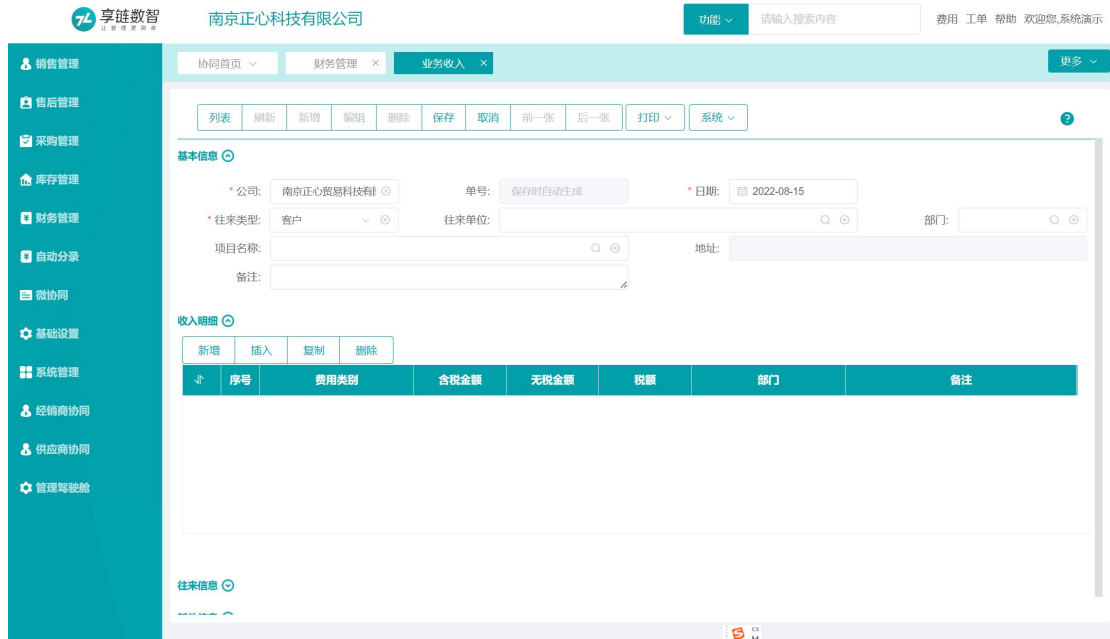 享链数智
让管理更简单
南京正心科技有限公司
功能
请输入搜索内容
费用 工单 帮助 欢迎您,系统演示
销售管理
售后管理
采购管理
库存管理
财务管理
自动分录
微协同
基础设置
系统管理
经销商协同
供应商协同
管理驾驶舱
协同首页 财务管理 × 业务收入 × 更多
列表 刷新 新增 编辑 删除 保存 取消 前一张 后一张 打印 系统
基本信息
*公司: 南京正心贸易科技有 单号: 保存时自动生成 *日期: 2022-08-15
*往来类型: 客户 往来单位: 部门:
项目名称: 地址:
备注:
收入明细
新增 插入 复制 删除
序号 费用类别 含税金额 无税金额 税额 部门 备注
往来信息